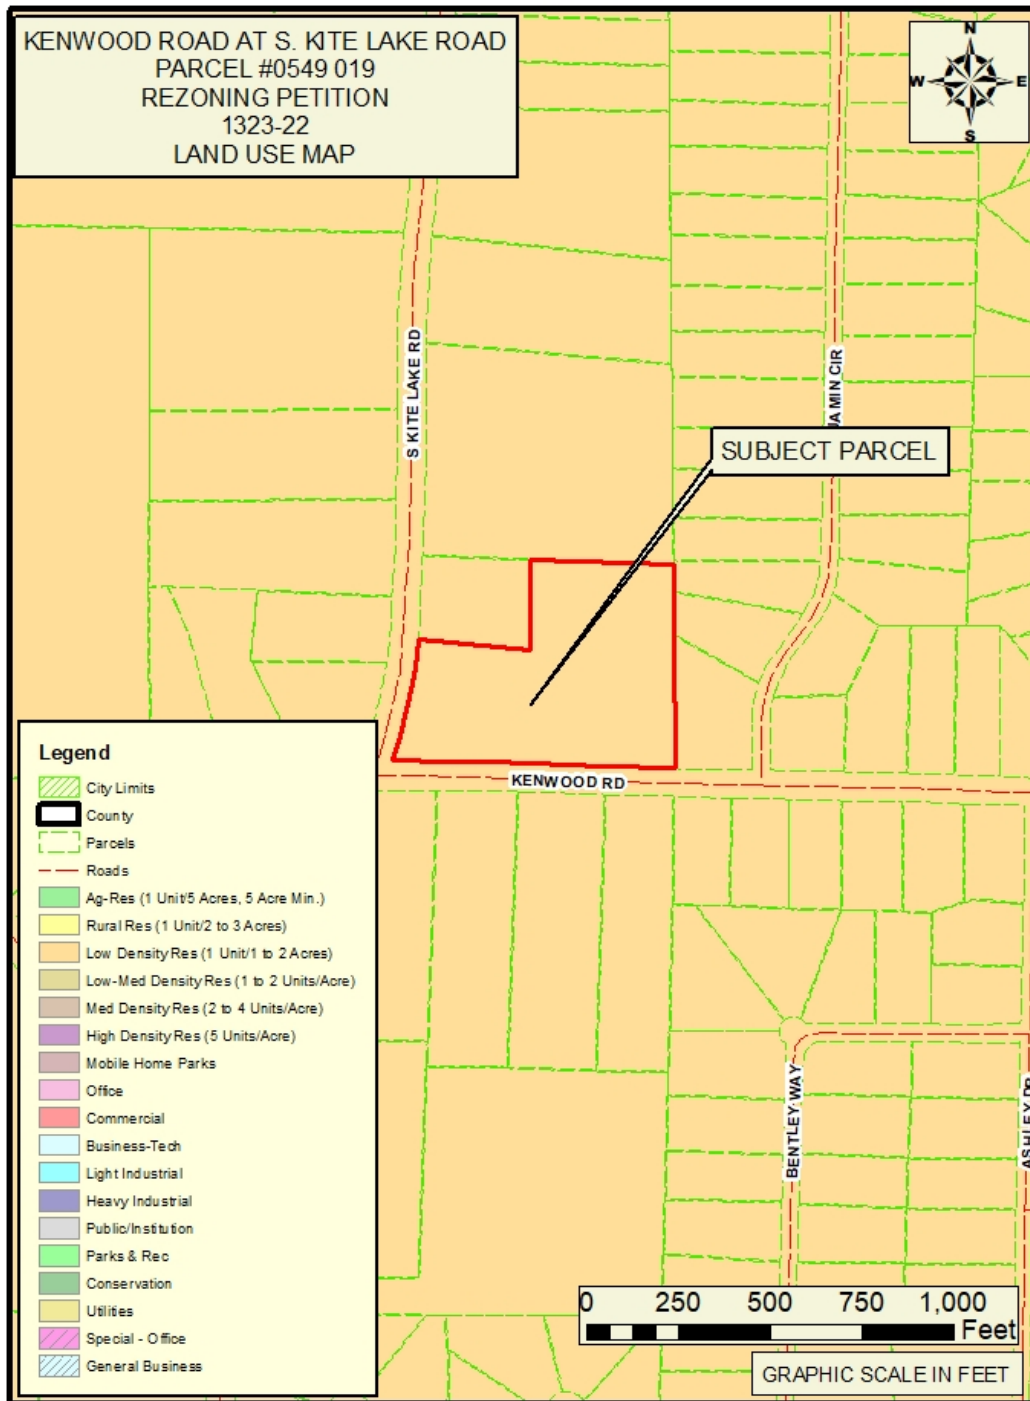 KENWOOD ROAD AT S. KITE LAKE ROAD
PARCEL #0549 019
REZONING PETITION
1323-22
LAND USE MAP
N
W
E
S
S KITE LAKE RD
JAMIN CIR
SUBJECT PARCEL
KENWOOD RD
Legend
City Limits
County
Parcels
Roads
Ag-Res (1 Unit/5 Acres, 5 Acre Min.)
Rural Res (1 Unit/2 to 3 Acres)
Low Density Res (1 Unit/1 to 2 Acres)
Low-Med Density Res (1 to 2 Units/Acre)
Med Density Res (2 to 4 Units/Acre)
High Density Res (5 Units/Acre)
Mobile Home Parks
Office
Commercial
Business-Tech
Light Industrial
Heavy Industrial
Public/Institution
Parks & Rec
Conservation
Utilities
Special - Office
General Business
BENTLEY WAY
ASHLEY DR
0 250 500 750 1,000
Feet
GRAPHIC SCALE IN FEET